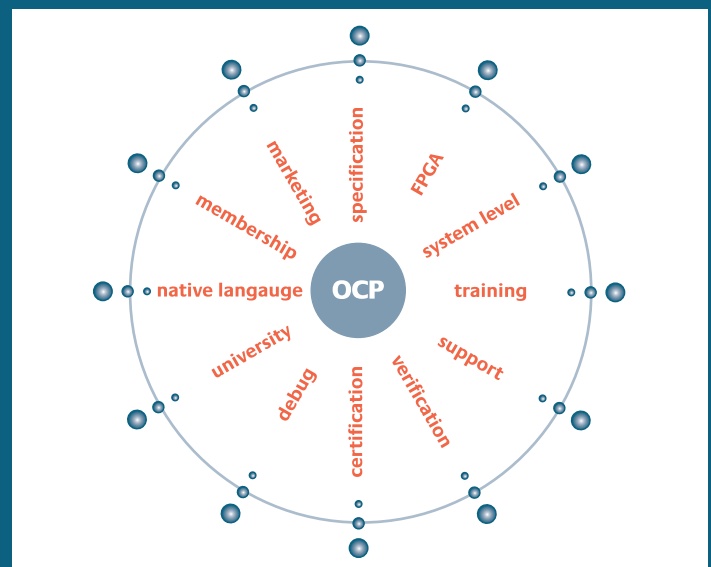 specification
FPGA
system level
training
support
verification
certification
debug
university
native langauge
membership
marketing
OCP